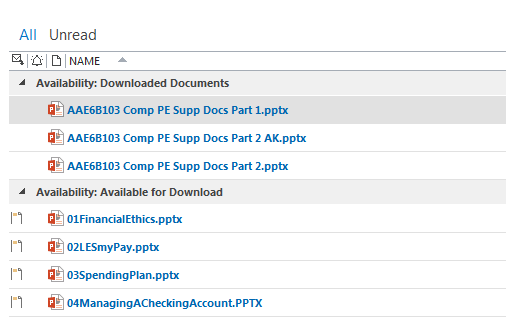 All Unread
NAME
Availability: Downloaded Documents
AAE6B103 Comp PE Supp Docs Part 1.pptx
AAE6B103 Comp PE Supp Docs Part 2 AK.pptx
AAE6B103 Comp PE Supp Docs Part 2.pptx
Availability: Available for Download
01FinancialEthics.pptx
02LESmyPay.pptx
03SpendingPlan.pptx
04ManagingACheckingAccount.PPTX